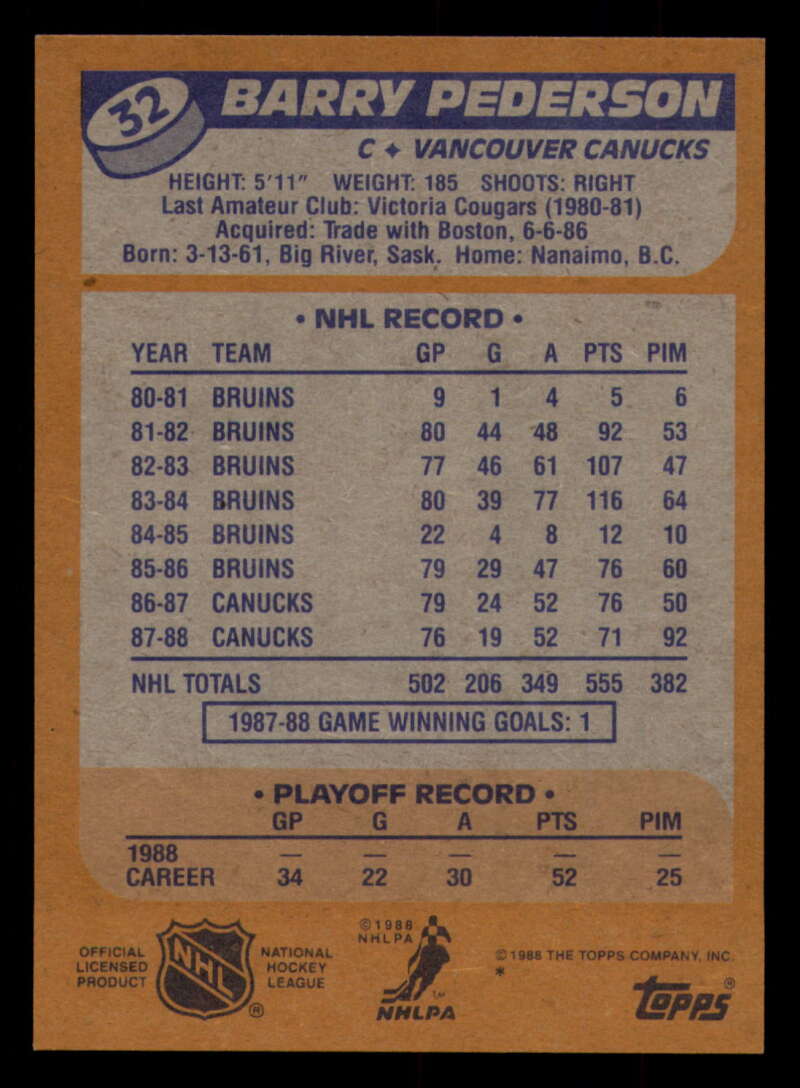 32
BARRY PEDERSON
C ✦ VANCOUVER CANUCKS
HEIGHT: 5'11" WEIGHT: 185 SHOOTS: RIGHT
Last Amateur Club: Victoria Cougars (1980-81)
Acquired: Trade with Boston, 6-6-86
Born: 3-13-61, Big River, Sask. Home: Nanaimo, B.C.
• NHL RECORD •
YEAR TEAM GP G A PTS PIM
80-81 BRUINS 9 1 4 5 6
81-82 BRUINS 80 44 48 92 53
82-83 BRUINS 77 46 61 107 47
83-84 BRUINS 80 39 77 116 64
84-85 BRUINS 22 4 8 12 10
85-86 BRUINS 79 29 47 76 60
86-87 CANUCKS 79 24 52 76 50
87-88 CANUCKS 76 19 52 71 92
NHL TOTALS 502 206 349 555 382
1987-88 GAME WINNING GOALS: 1
• PLAYOFF RECORD •
GP G A PTS PIM
1988 — — — — —
CAREER 34 22 30 52 25
OFFICIAL
LICENSED
PRODUCT
NHL
®
NATIONAL
HOCKEY
LEAGUE
© 1988
NHLPA
TM
NHLPA
© 1988 THE TOPPS COMPANY, INC.
*
topps®